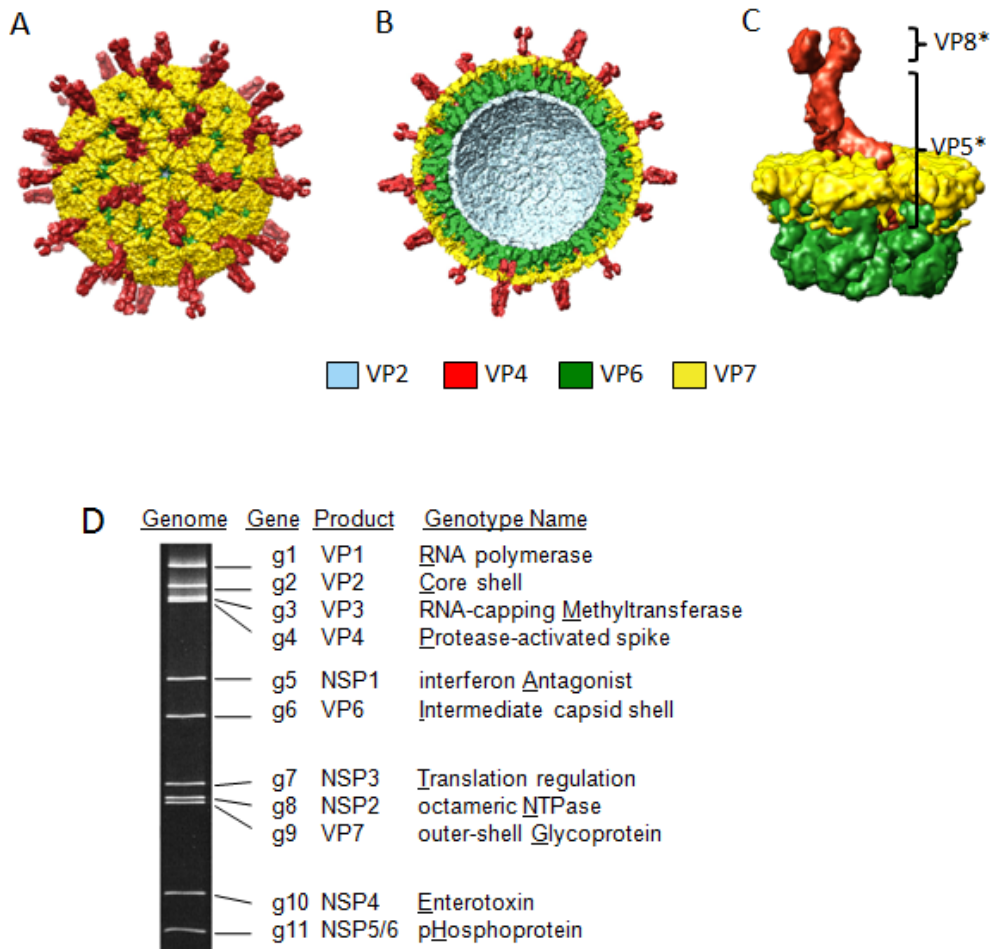 A
B
C
VP8*
VP5*
VP2 VP4 VP6 VP7
D Genome Gene Product Genotype Name
g1 VP1 RNA polymerase
g2 VP2 Core shell
g3 VP3 RNA-capping Methyltransferase
g4 VP4 Protease-activated spike
g5 NSP1 interferon Antagonist
g6 VP6 Intermediate capsid shell
g7 NSP3 Translation regulation
g8 NSP2 octameric NTPase
g9 VP7 outer-shell Glycoprotein
g10 NSP4 Enterotoxin
g11 NSP5/6 pHosphoprotein